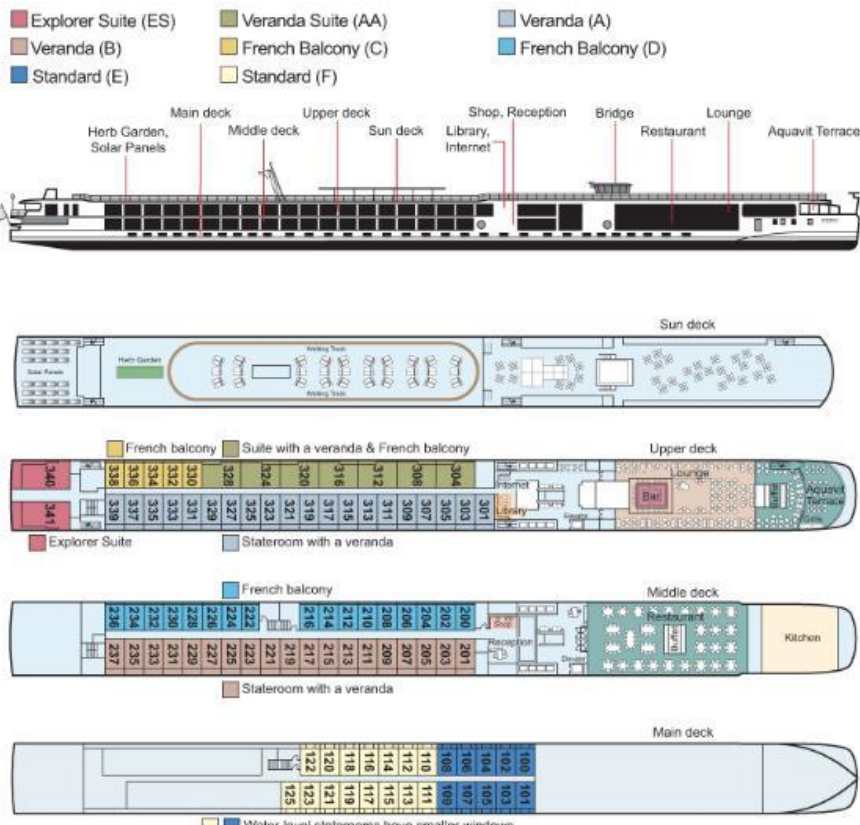 Explorer Suite (ES) Veranda Suite (AA) Veranda (A)
Veranda (B) French Balcony (C) French Balcony (D)
Standard (E) Standard (F)
Main deck Upper deck Shop, Reception Bridge Lounge
Herb Garden,
Solar Panels
Middle deck Sun deck
Library,
Internet
Restaurant Aquavit Terrace
Sun deck
Walking Track
Solar Panels Herb Garden
Walking Track
French balcony Suite with a veranda & French balcony Upper deck
340 338 336 334 332 330 328 324 320 316 312 308 304
Internet Lounge
Bar Aquavit
Terrace
Library
Elevator
341 339 337 335 333 331 329 327 325 323 321 319 317 315 313 311 309 307 305 303 301
Explorer Suite Stateroom with a veranda
French balcony Middle deck
236 234 232 230 228 226 224 222 216 214 212 210 208 206 204 202 200
Shop Restaurant
Reception Kitchen
Elevator
237 235 233 231 229 227 225 223 221 219 217 215 213 211 209 207 205 203 201
Stateroom with a veranda
Main deck
122 120 118 116 114 112 110 108 106 104 102 100
125 123 121 119 117 115 113 111 109 107 105 103 101
Water level staterooms have smaller windows